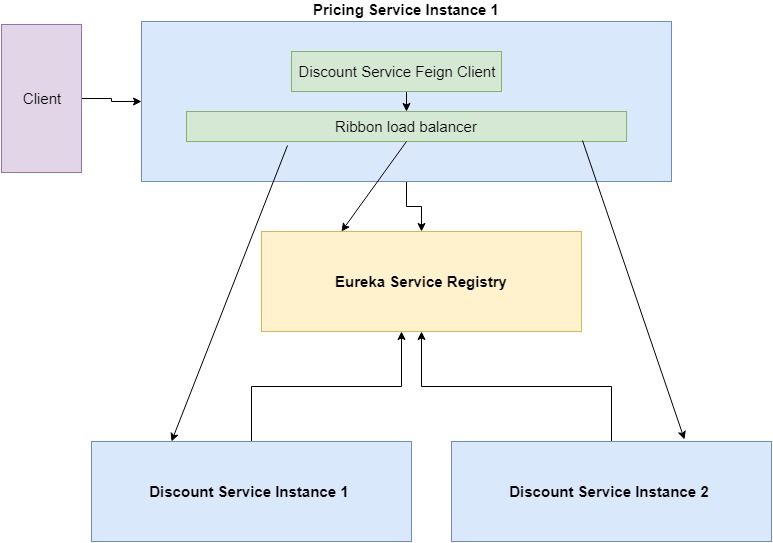 Pricing Service Instance 1
Client
Discount Service Feign Client
Ribbon load balancer
Eureka Service Registry
Discount Service Instance 1
Discount Service Instance 2